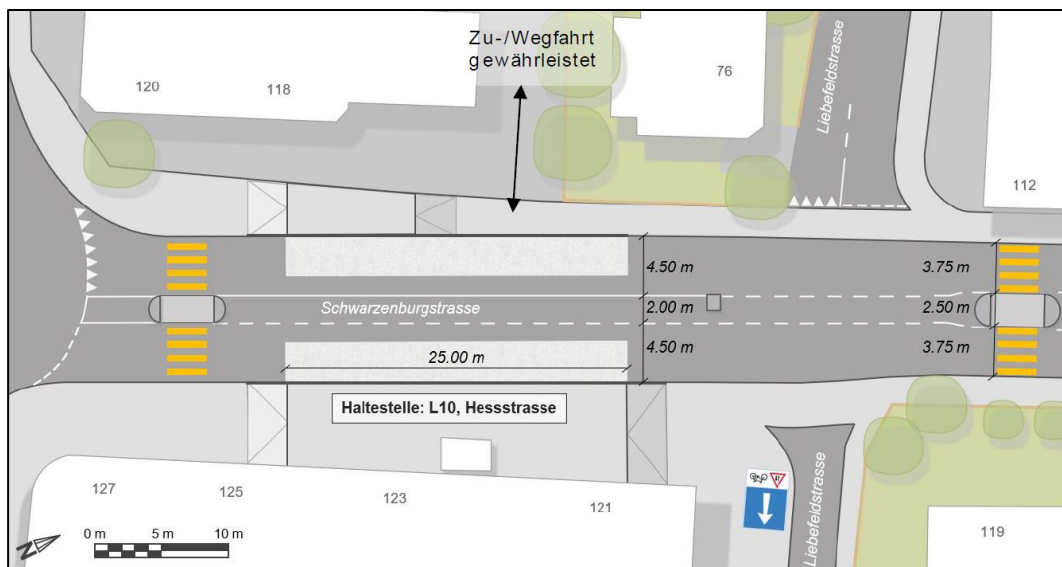 Zu-/Wegfahrt
gewährleistet
120
118
76
Liebefeldstrasse
112
4.50 m
3.75 m
Schwarzenburgstrasse
2.00 m
2.50 m
25.00 m
4.50 m
3.75 m
Haltestelle: L10, Hessstrasse
127
125
123
121
Liebefeldstrasse
119
N
0 m
5 m
10 m